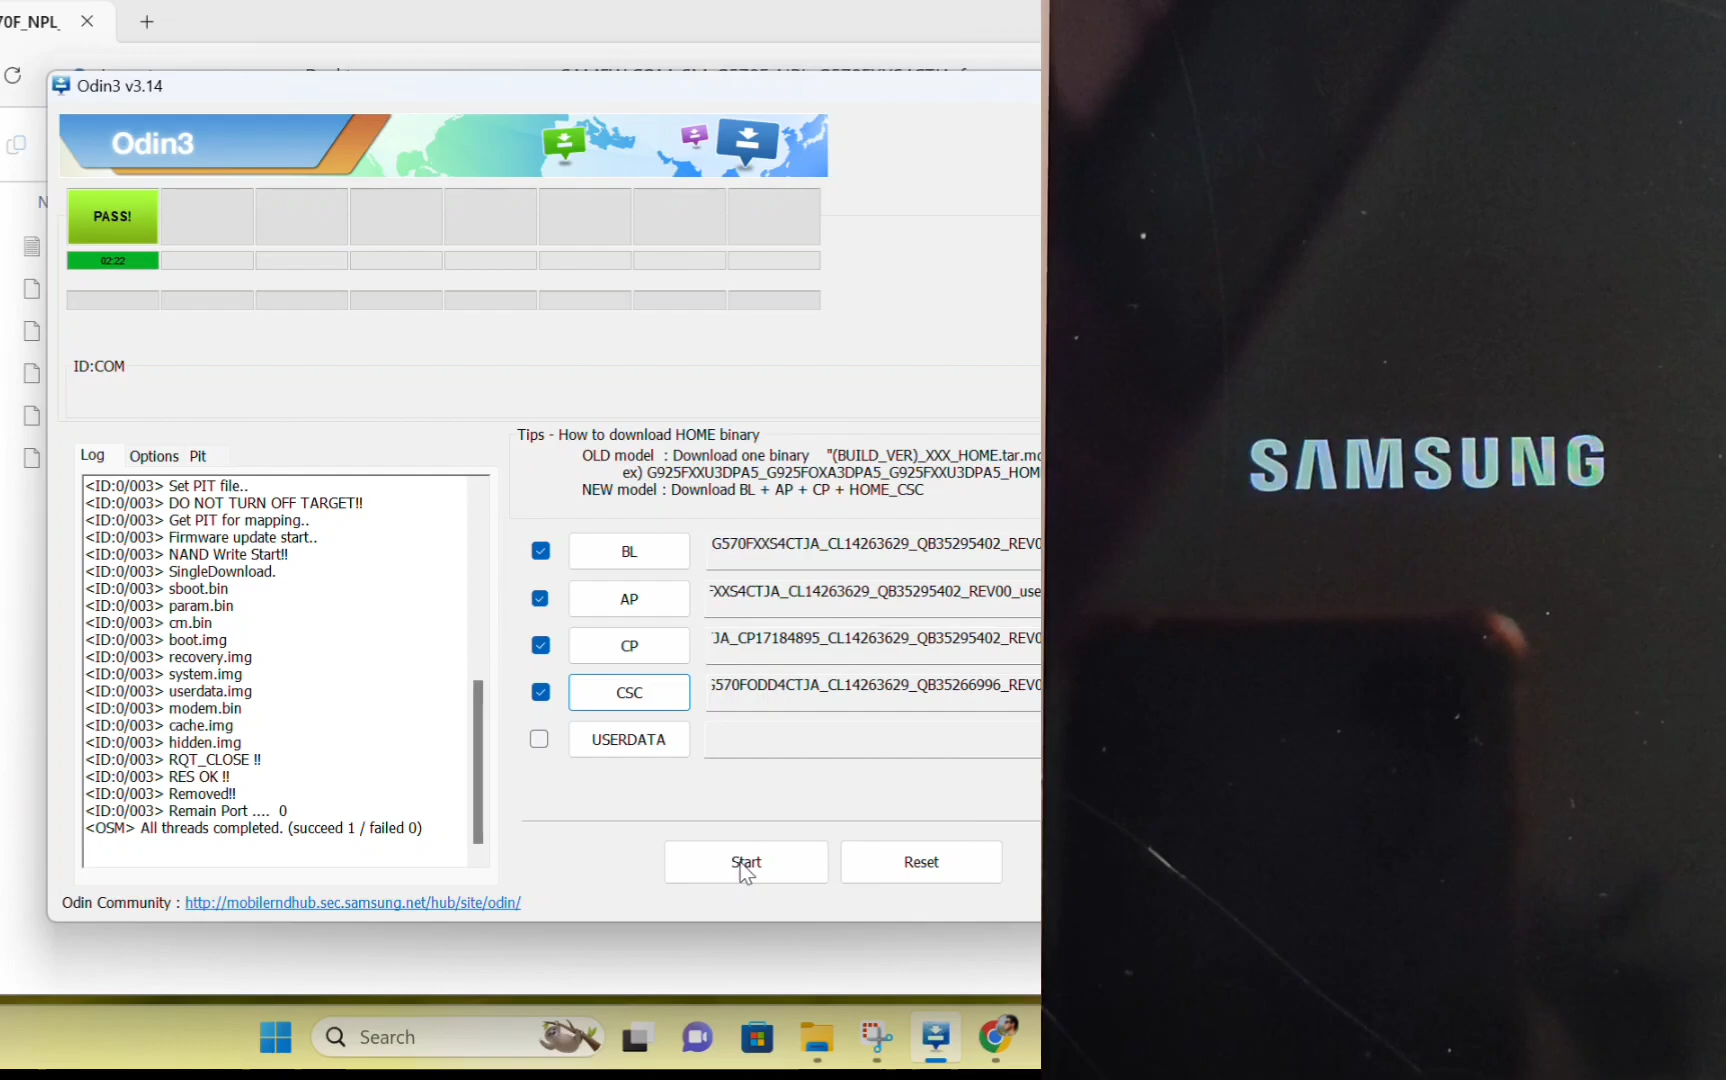 70F_NPL_
Odin3 v3.14
Odin3
PASS!
02:22
ID:COM
Tips - How to download HOME binary
OLD model : Download one binary "(BUILD_VER)_XXX_HOME.tar.m
ex) G925FXXU3DPA5_G925FOXA3DPA5_G925FXXU3DPA5_HOM
NEW model : Download BL + AP + CP + HOME_CSC
Log
Options
Pit
<ID:0/003> Set PIT file..
<ID:0/003> DO NOT TURN OFF TARGET!!
<ID:0/003> Get PIT for mapping..
<ID:0/003> Firmware update start..
<ID:0/003> NAND Write Start!!
<ID:0/003> SingleDownload.
<ID:0/003> sboot.bin
<ID:0/003> param.bin
<ID:0/003> cm.bin
<ID:0/003> boot.img
<ID:0/003> recovery.img
<ID:0/003> system.img
<ID:0/003> userdata.img
<ID:0/003> modem.bin
<ID:0/003> cache.img
<ID:0/003> hidden.img
<ID:0/003> RQT_CLOSE !!
<ID:0/003> RES OK !!
<ID:0/003> Removed!!
<ID:0/003> Remain Port .... 0
<OSM> All threads completed. (succeed 1 / failed 0)
BL
G570FXXS4CTJA_CL14263629_QB35295402_REV0
AP
FXXS4CTJA_CL14263629_QB35295402_REV00_use
CP
JA_CP17184895_CL14263629_QB35295402_REV0
CSC
G570FODD4CTJA_CL14263629_QB35266996_REV0
USERDATA
Start
Reset
Odin Community : http://mobilerndhub.sec.samsung.net/hub/site/odin/
Search
SAMSUNG